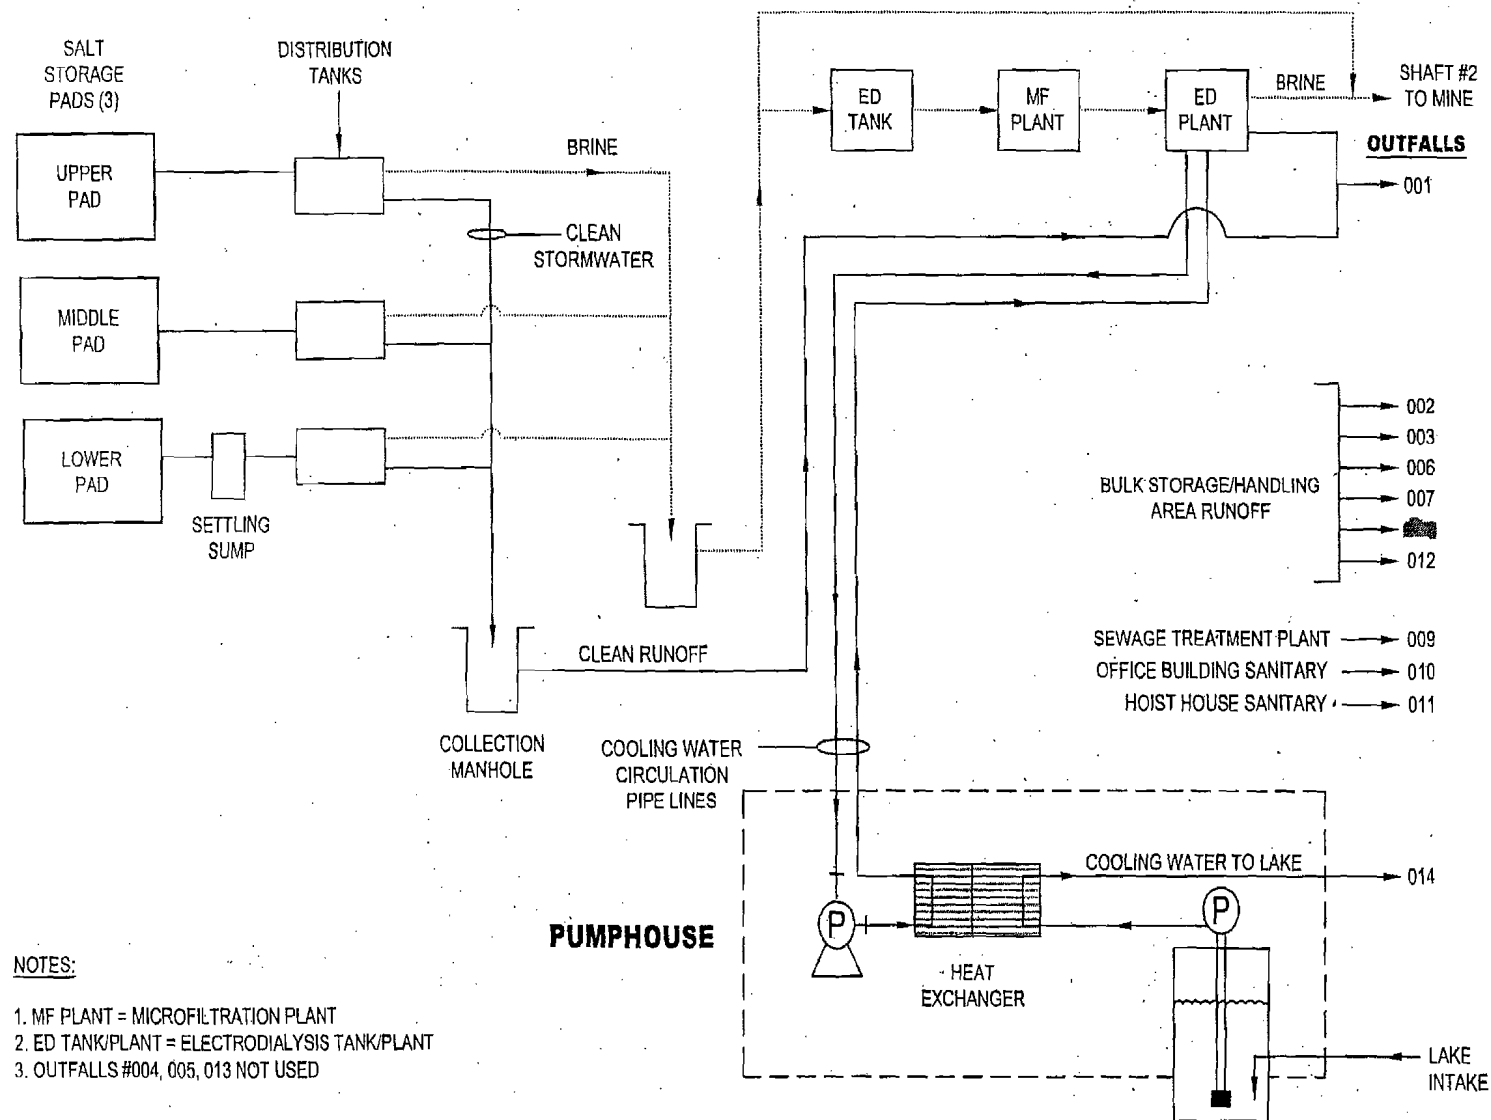 SALT
STORAGE
PADS (3)
DISTRIBUTION
TANKS
UPPER
PAD
MIDDLE
PAD
LOWER
PAD
SETTLING
SUMP
BRINE
CLEAN
STORMWATER
COLLECTION
MANHOLE
CLEAN RUNOFF
ED
TANK
MF
PLANT
ED
PLANT
BRINE
SHAFT #2
TO MINE
OUTFALLS
001
BULK STORAGE/HANDLING
AREA RUNOFF
002
003
006
007
012
SEWAGE TREATMENT PLANT
009
OFFICE BUILDING SANITARY
010
HOIST HOUSE SANITARY
011
COOLING WATER
CIRCULATION
PIPE LINES
PUMPHOUSE
P
HEAT
EXCHANGER
COOLING WATER TO LAKE
014
P
LAKE
INTAKE
NOTES:
1. MF PLANT = MICROFILTRATION PLANT
2. ED TANK/PLANT = ELECTRODIALYSIS TANK/PLANT
3. OUTFALLS #004, 005, 013 NOT USED